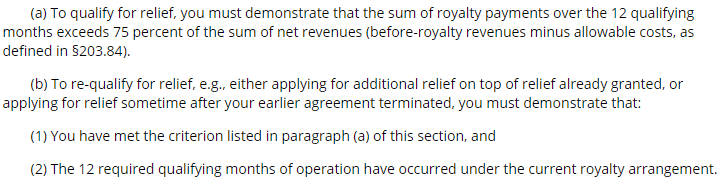 (a) To qualify for relief, you must demonstrate that the sum of royalty payments over the 12 qualifying
months exceeds 75 percent of the sum of net revenues (before-royalty revenues minus allowable costs, as
defined in §203.84).
(b) To re-qualify for relief, e.g., either applying for additional relief on top of relief already granted, or
applying for relief sometime after your earlier agreement terminated, you must demonstrate that:
(1) You have met the criterion listed in paragraph (a) of this section, and
(2) The 12 required qualifying months of operation have occurred under the current royalty arrangement.